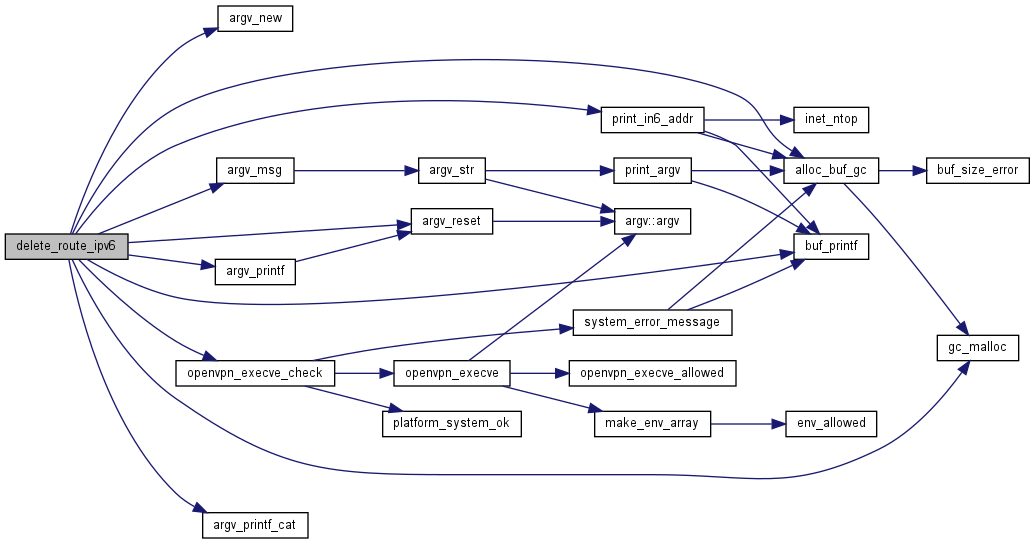 argv_new
print_in6_addr
inet_ntop
argv_msg
argv_str
print_argv
alloc_buf_gc
buf_size_error
argv_reset
argv::argv
delete_route_ipv6
buf_printf
argv_printf
system_error_message
gc_malloc
openvpn_execve_check
openvpn_execve
openvpn_execve_allowed
platform_system_ok
make_env_array
env_allowed
argv_printf_cat